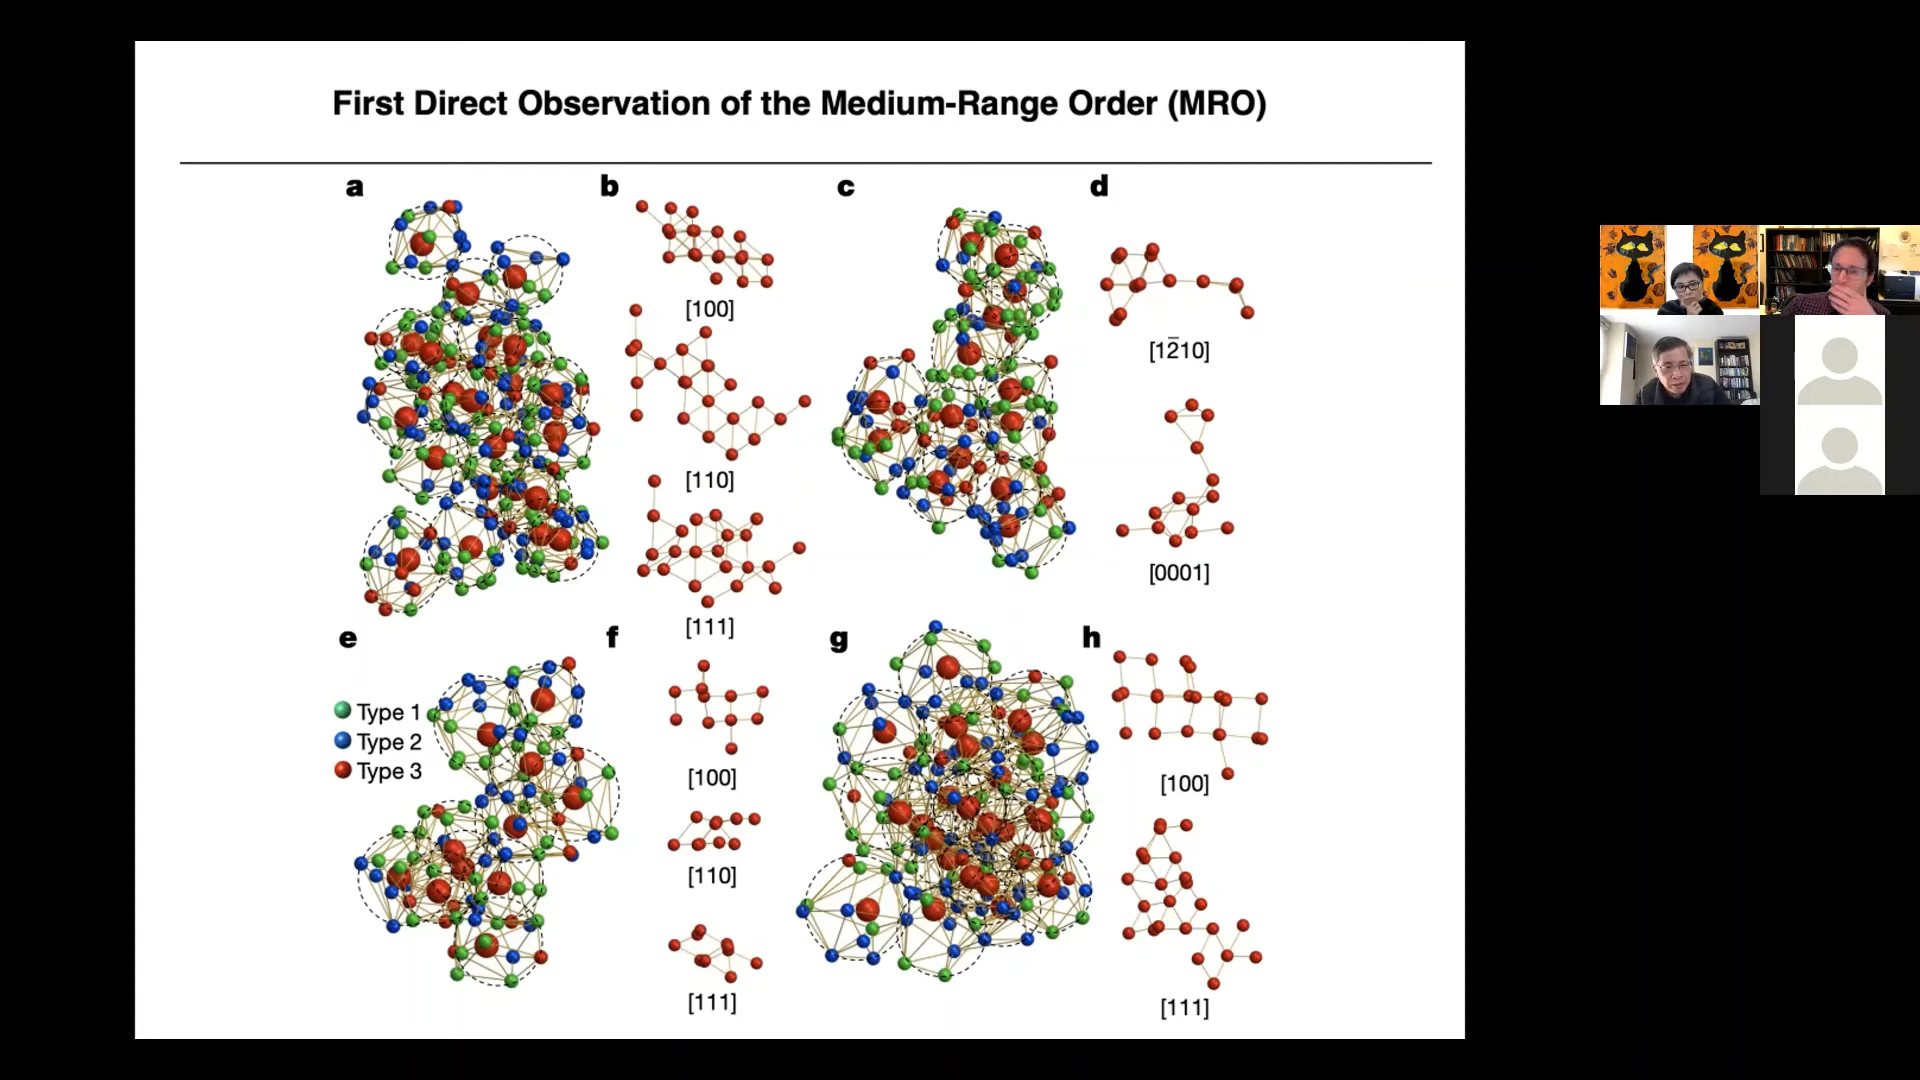 First Direct Observation of the Medium-Range Order (MRO)
a
b
c
d
[100]
[110]
[111]
[12̄10]
[0001]
e
f
g
h
Type 1
Type 2
Type 3
[100]
[110]
[111]
[100]
[111]